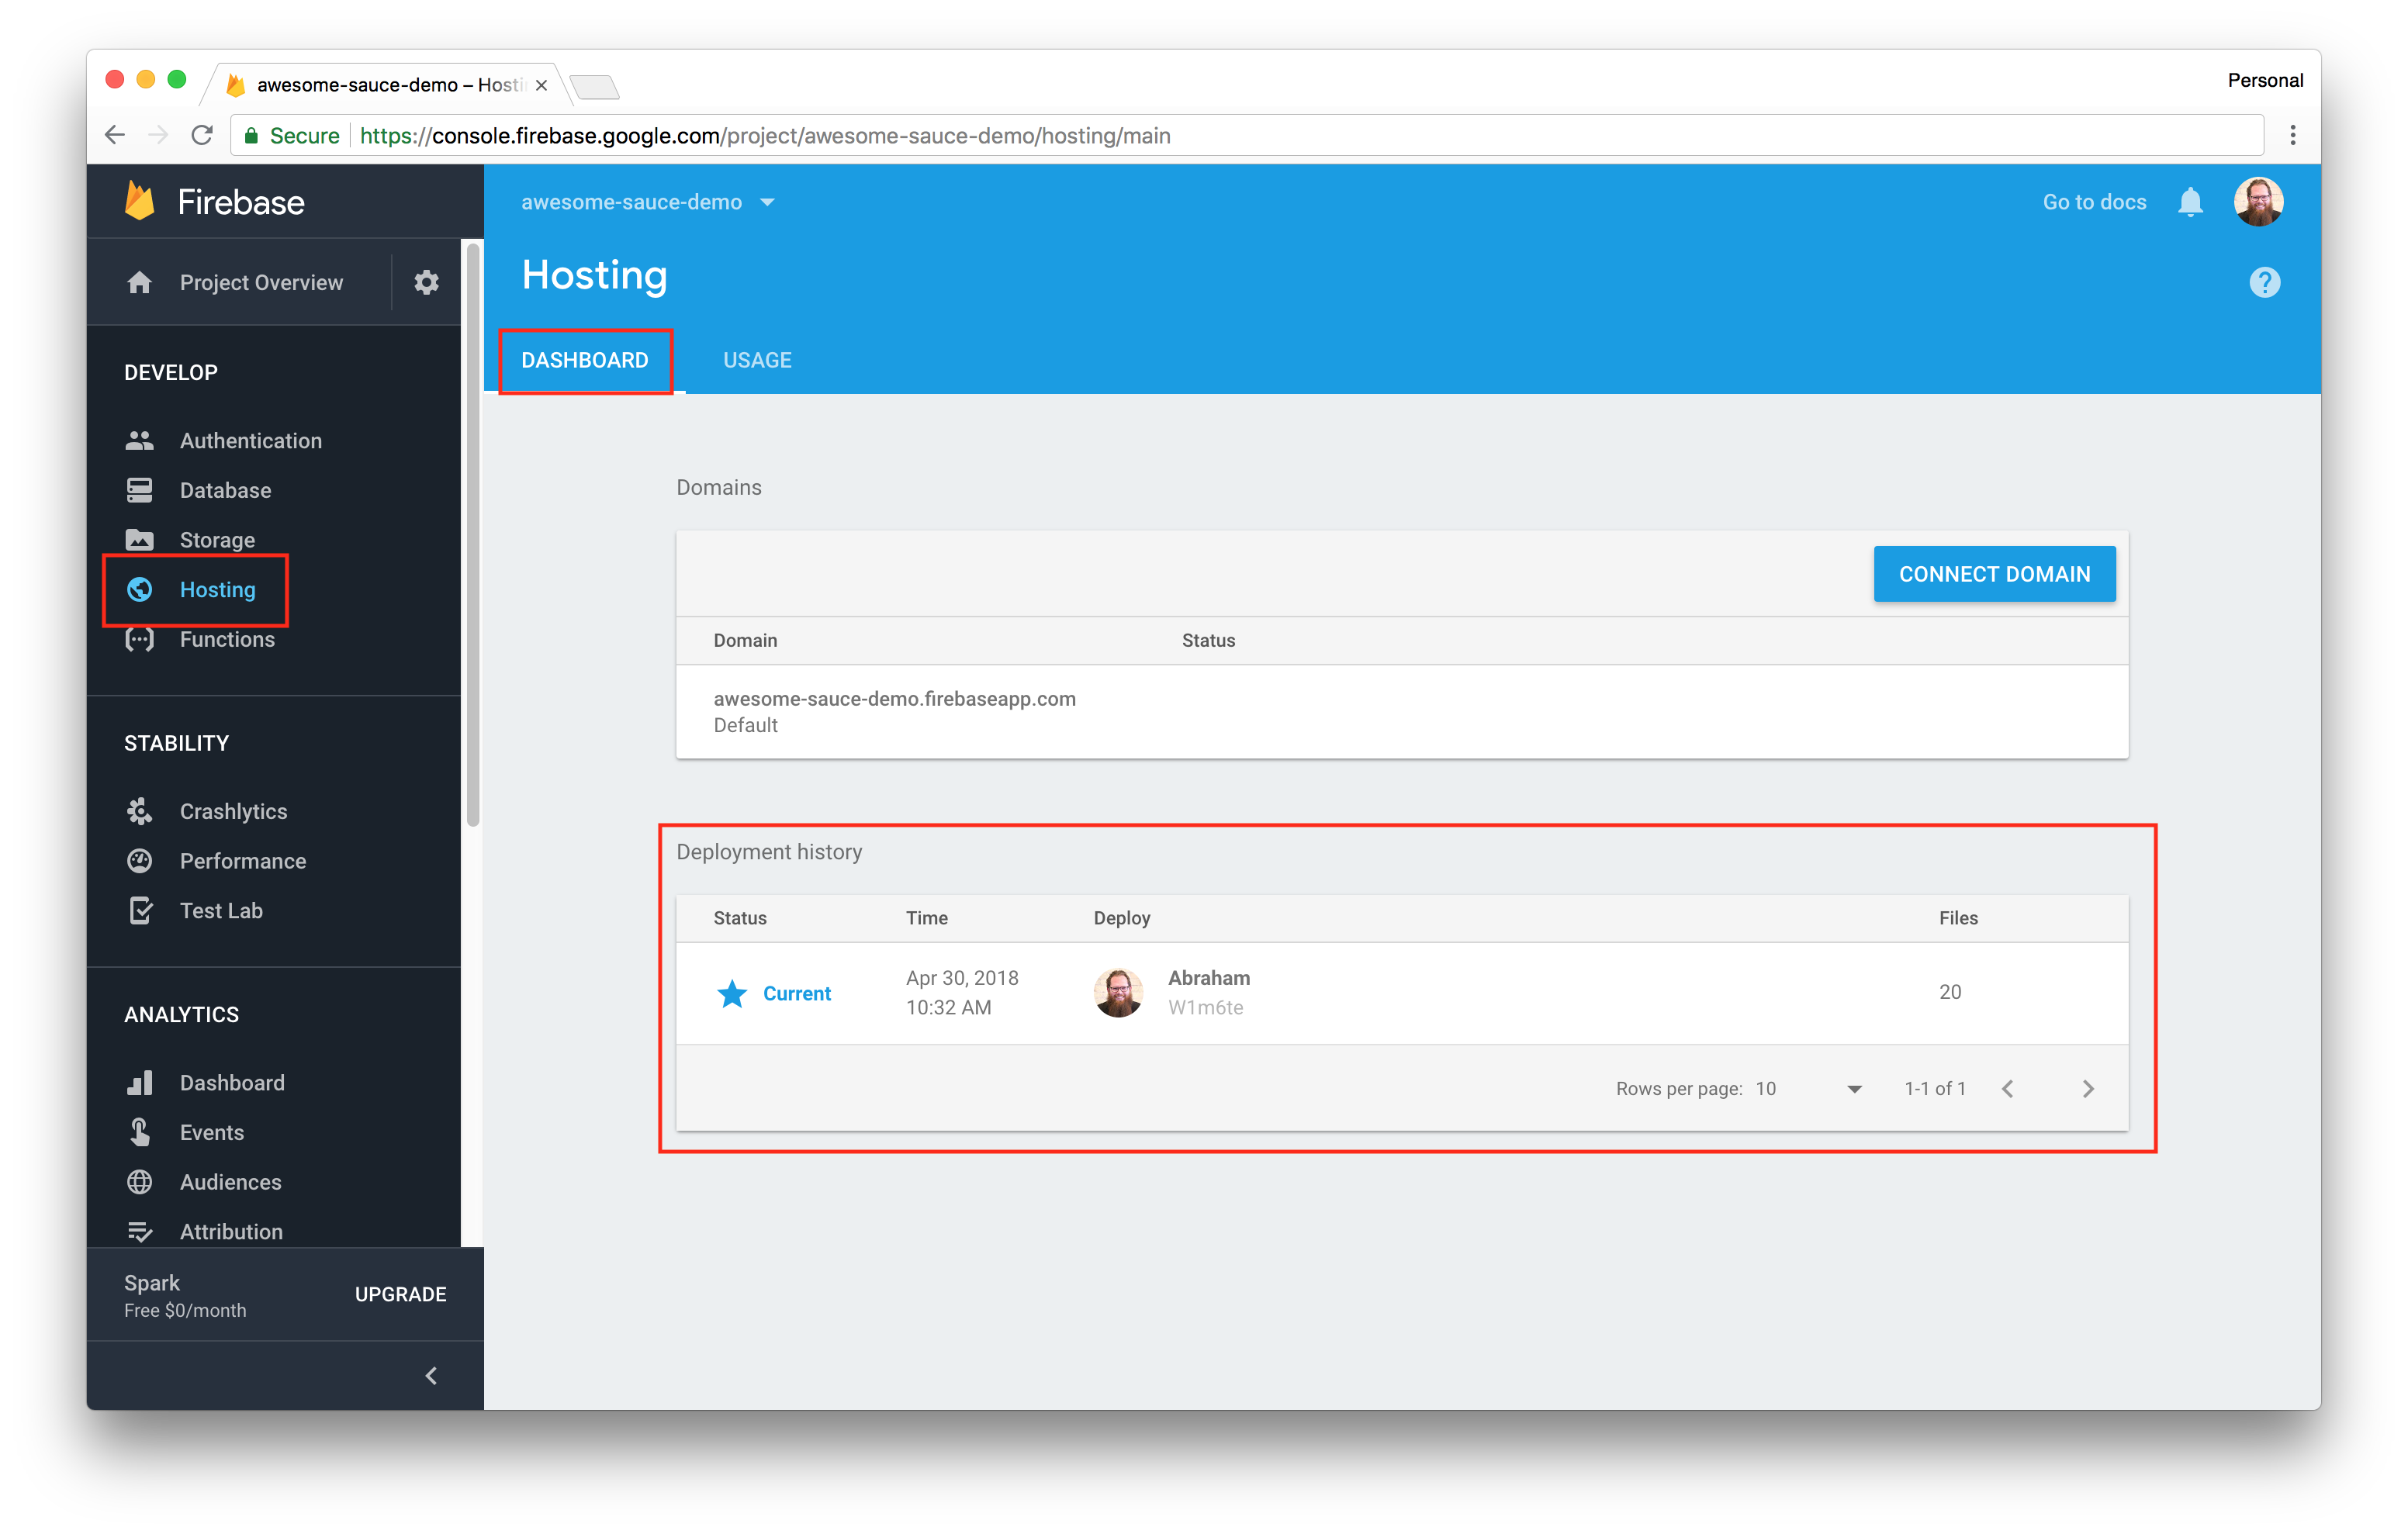 awesome-sauce-demo – Hosti
Personal
Secure https://console.firebase.google.com/project/awesome-sauce-demo/hosting/main
Firebase
Project Overview
DEVELOP
Authentication
Database
Storage
Hosting
Functions
STABILITY
Crashlytics
Performance
Test Lab
ANALYTICS
Dashboard
Events
Audiences
Attribution
Spark
Free $0/month
UPGRADE
awesome-sauce-demo
Go to docs
Hosting
?
DASHBOARD USAGE
Domains
CONNECT DOMAIN
Domain Status
awesome-sauce-demo.firebaseapp.com
Default
Deployment history
Status Time Deploy Files
Current
Apr 30, 2018
10:32 AM
Abraham
W1m6te
20
Rows per page: 10 1-1 of 1